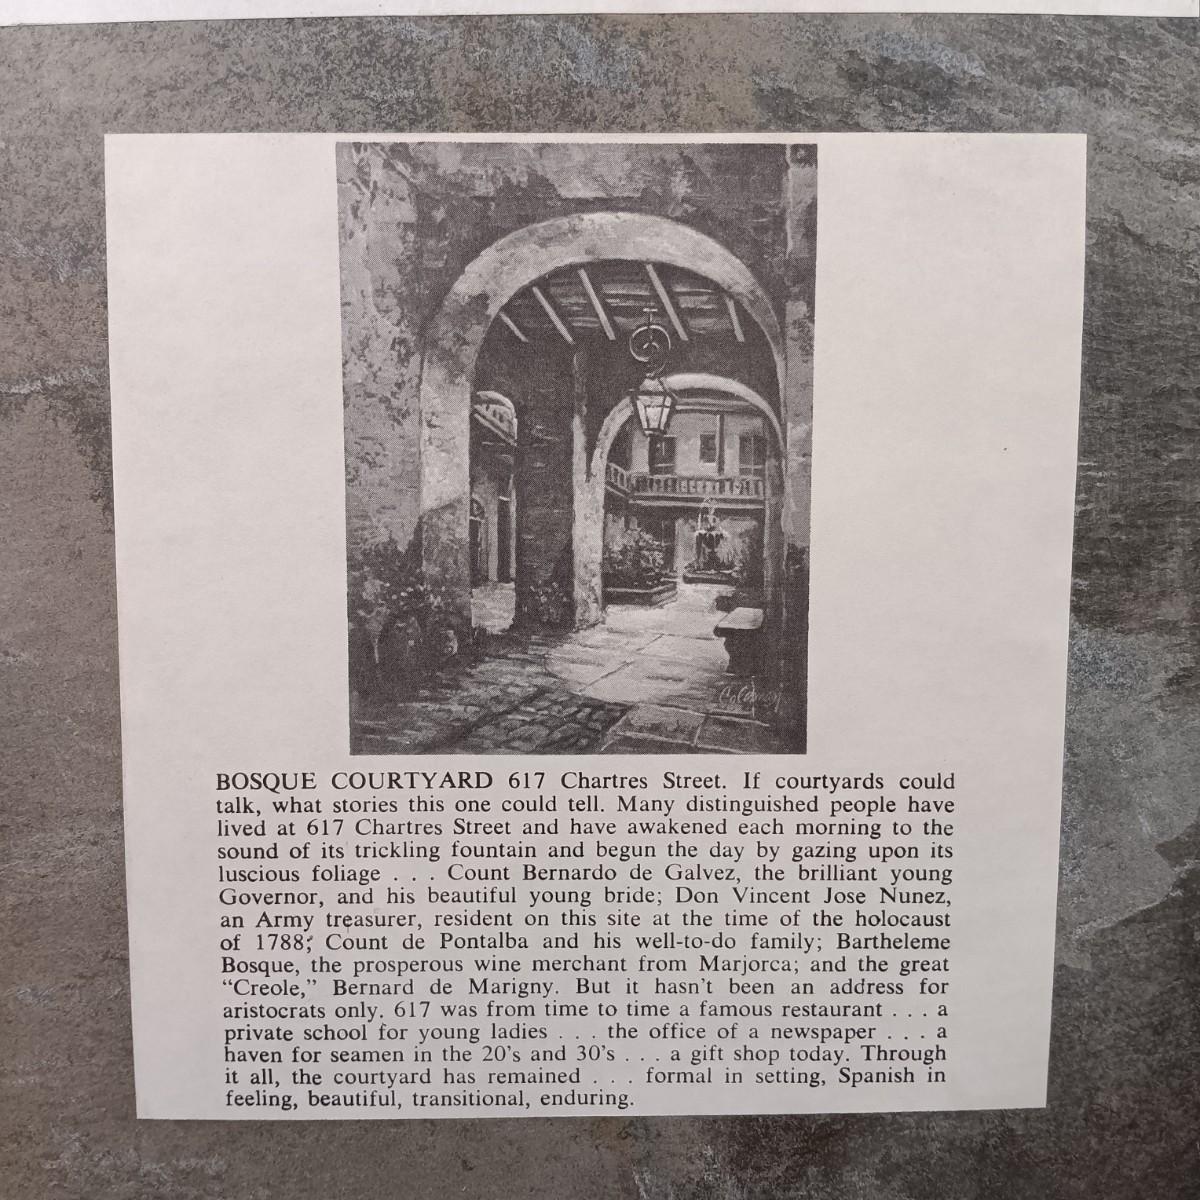 BOSQUE COURTYARD 617 Chartres Street. If courtyards could
talk, what stories this one could tell. Many distinguished people have
lived at 617 Chartres Street and have awakened each morning to the
sound of its trickling fountain and begun the day by gazing upon its
luscious foliage . . . Count Bernardo de Galvez, the brilliant young
Governor, and his beautiful young bride; Don Vincent Jose Nunez,
an Army treasurer, resident on this site at the time of the holocaust
of 1788; Count de Pontalba and his well-to-do family; Bartheleme
Bosque, the prosperous wine merchant from Marjorca; and the great
“Creole,” Bernard de Marigny. But it hasn't been an address for
aristocrats only. 617 was from time to time a famous restaurant . . . a
private school for young ladies . . . the office of a newspaper . . . a
haven for seamen in the 20's and 30's . . . a gift shop today. Through
it all, the courtyard has remained . . . formal in setting, Spanish in
feeling, beautiful, transitional, enduring.